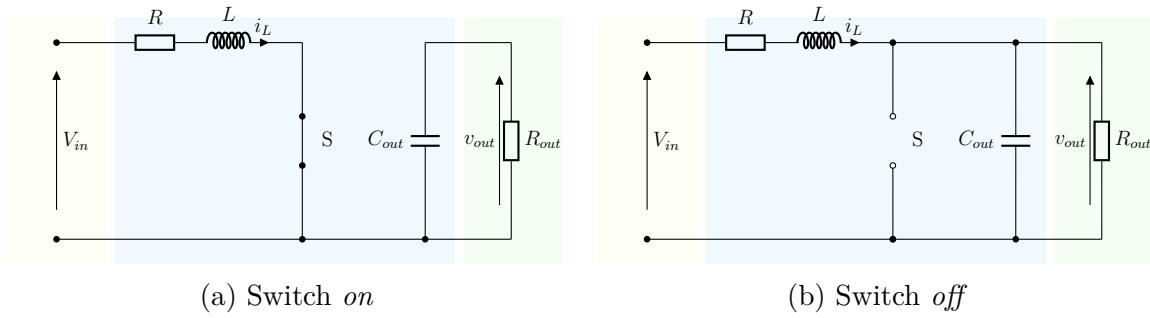 R
L
i_L
V_in
S
C_out
v_out
R_out
(a) Switch on
R
L
i_L
V_in
S
C_out
v_out
R_out
(b) Switch off